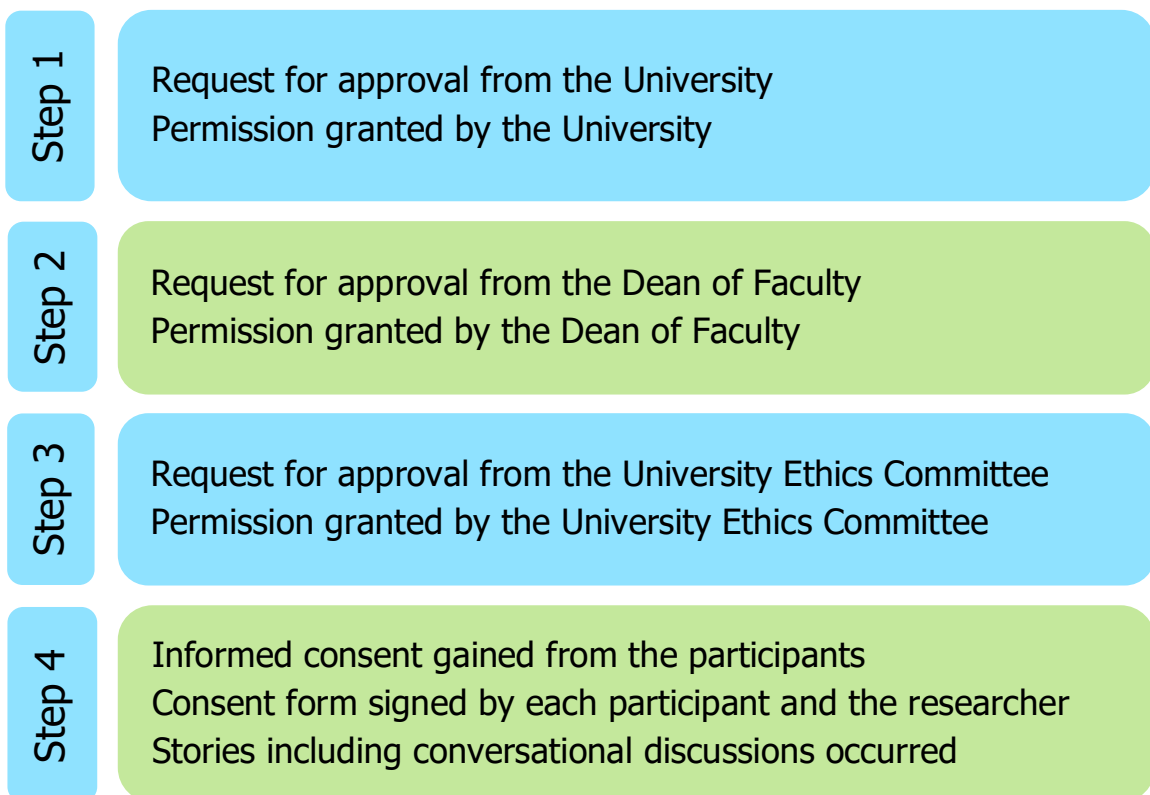 Step 1
Request for approval from the University
Permission granted by the University
Step 2
Request for approval from the Dean of Faculty
Permission granted by the Dean of Faculty
Step 3
Request for approval from the University Ethics Committee
Permission granted by the University Ethics Committee
Step 4
Informed consent gained from the participants
Consent form signed by each participant and the researcher
Stories including conversational discussions occurred